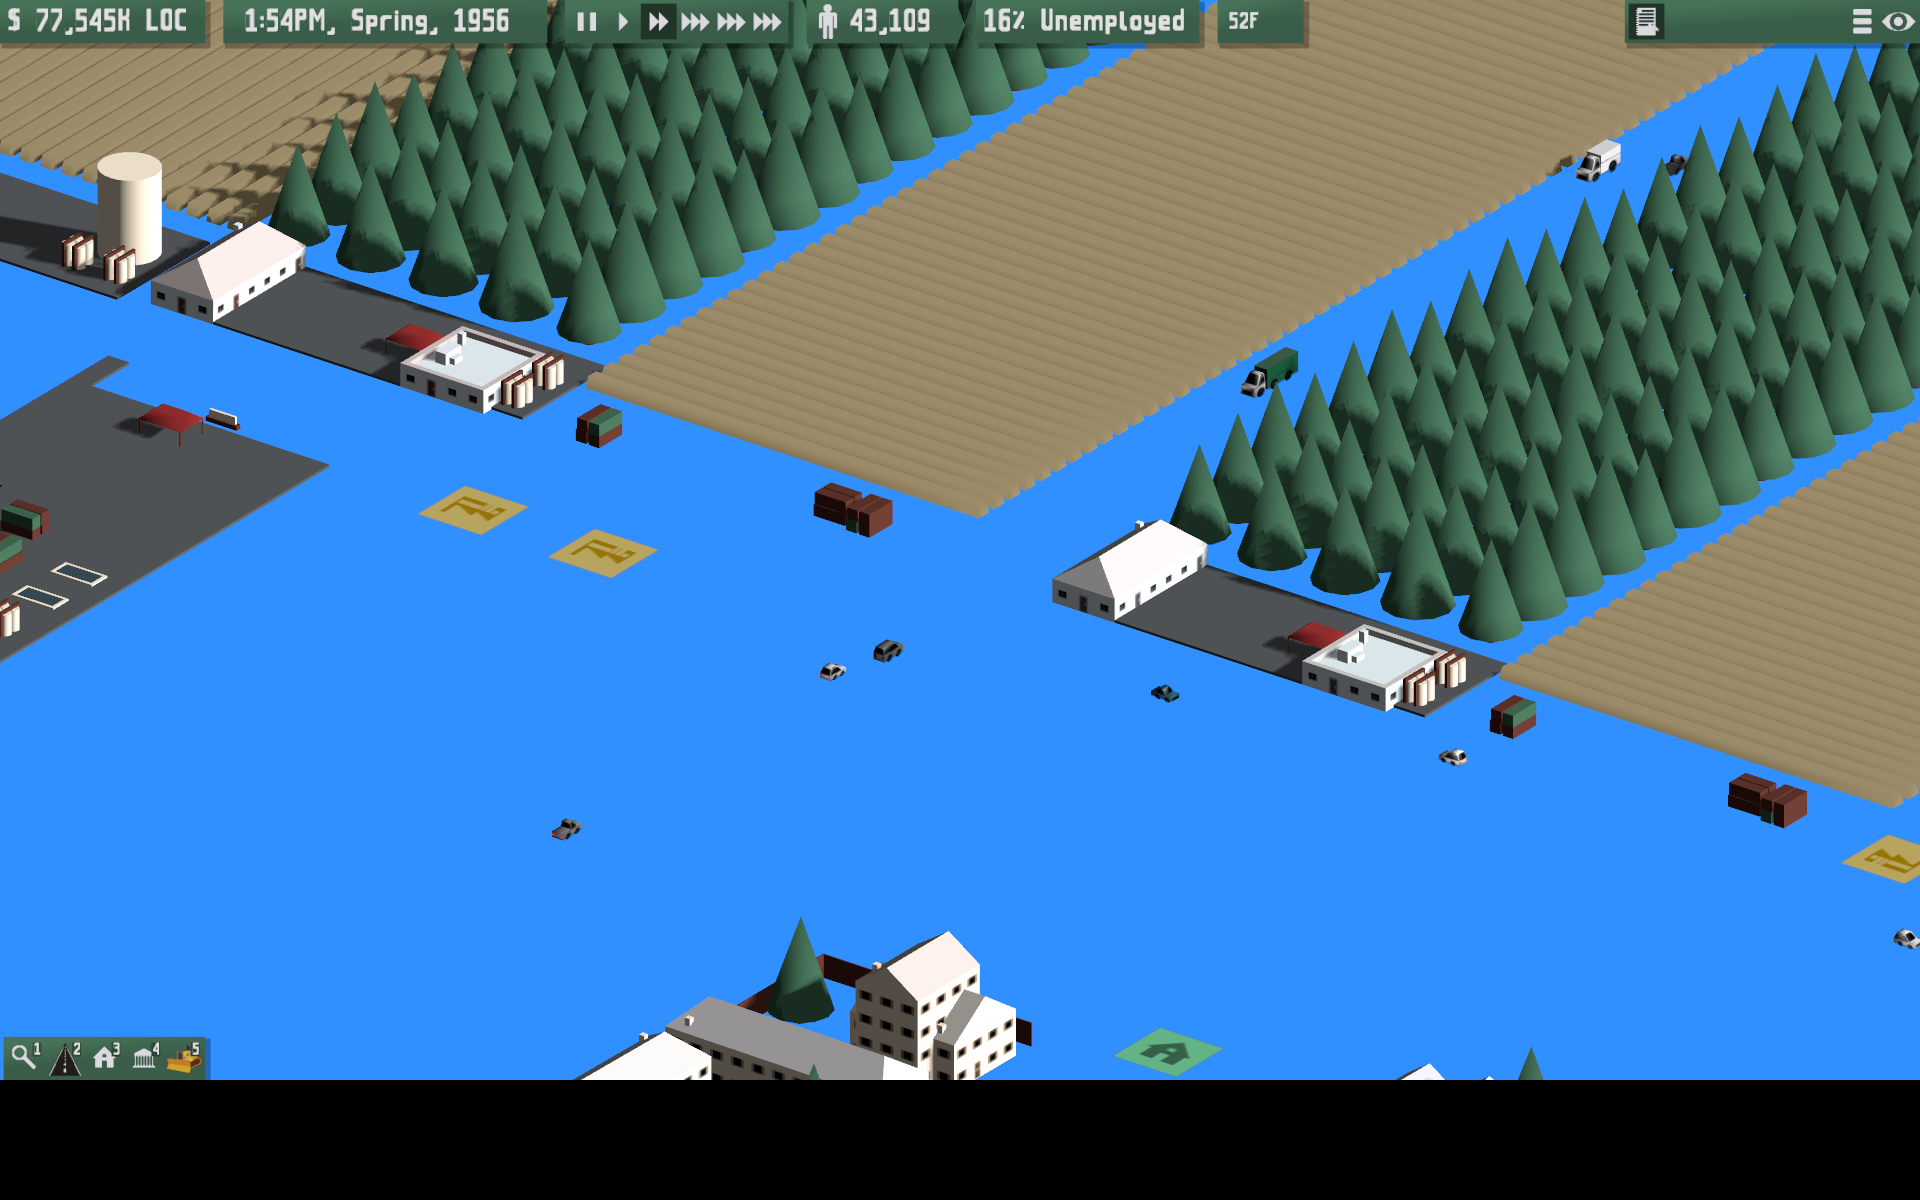 $ 77,545K LOC
1:54PM, Spring, 1956
43,109
16% Unemployed
52F
1 2 3 4 5